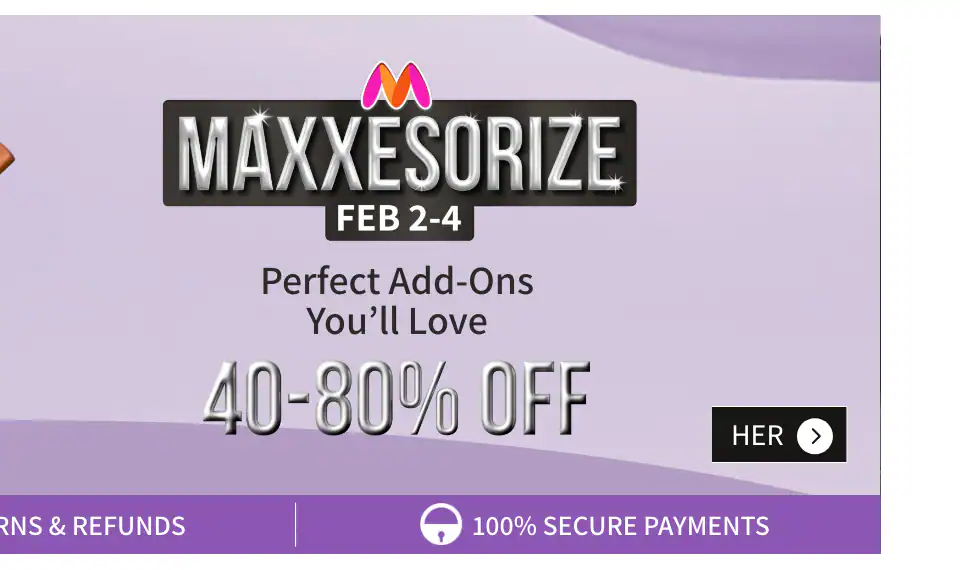 MAXXESORIZE
FEB 2-4
Perfect Add-Ons
You’ll Love
40-80% OFF
HER
RNS & REFUNDS
100% SECURE PAYMENTS